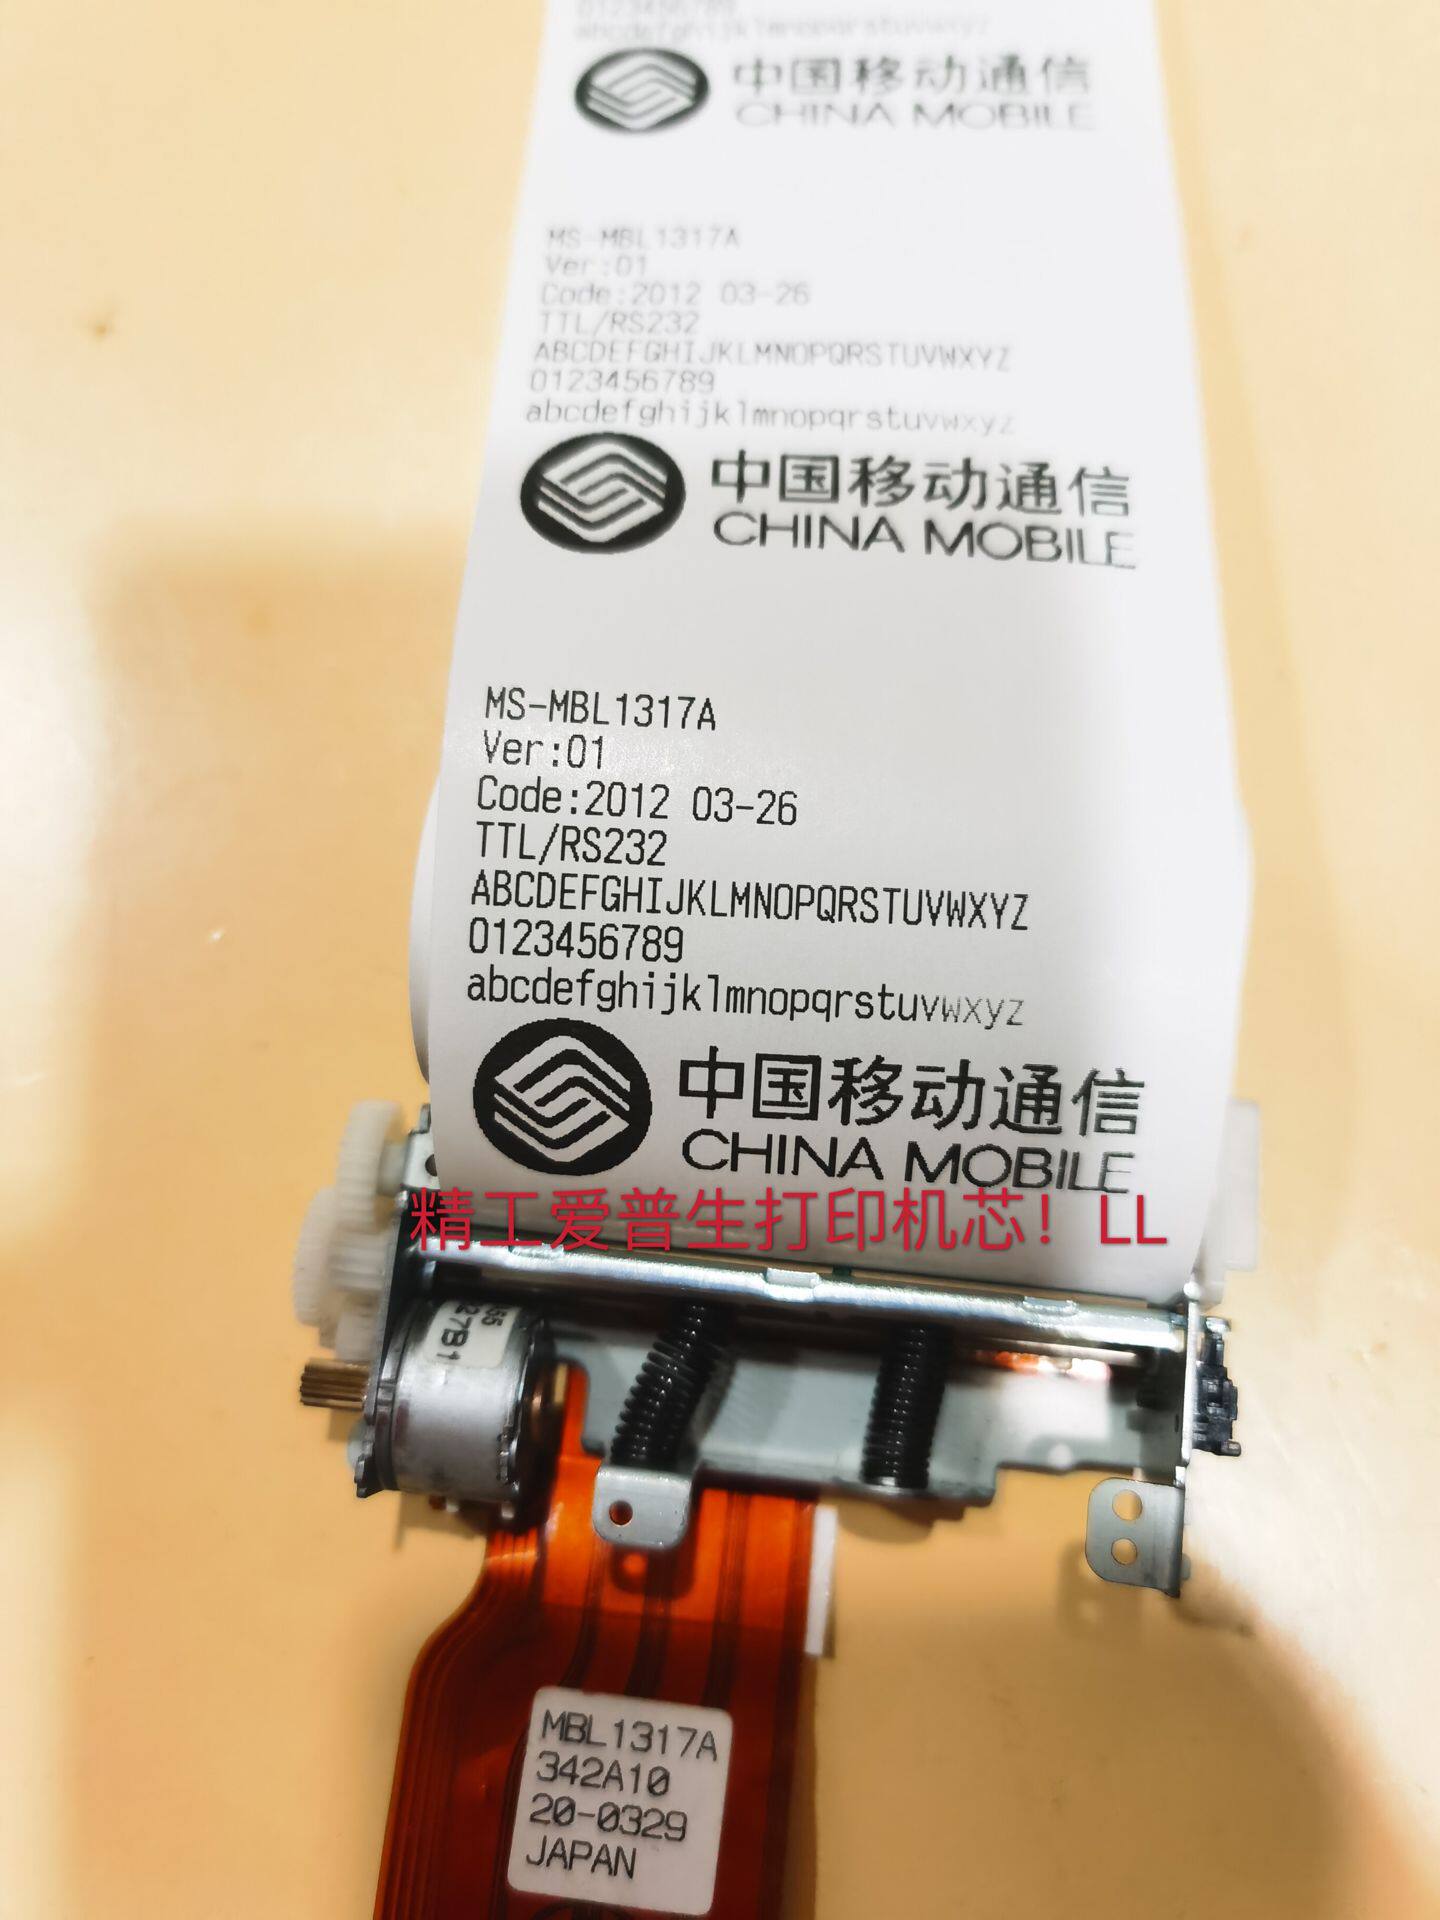 0123456789
abcdefghijklmnopqrstuvwxyz
中国移动通信
CHINA MOBILE
MS-MBL1317A
Ver:01
Code:2012 03-26
TTL/RS232
ABCDEFGHIJKLMNOPQRSTUVWXYZ
0123456789
abcdefghijklmnopqrstuvwxyz
中国移动通信
CHINA MOBILE
MS-MBL1317A
Ver:01
Code:2012 03-26
TTL/RS232
ABCDEFGHIJKLMNOPQRSTUVWXYZ
0123456789
abcdefghijklmnopqrstuvwxyz
中国移动通信
CHINA MOBILE
精工爱普生打印机芯！LL
55
27B1
MBL1317A
342A10
20-0329
JAPAN